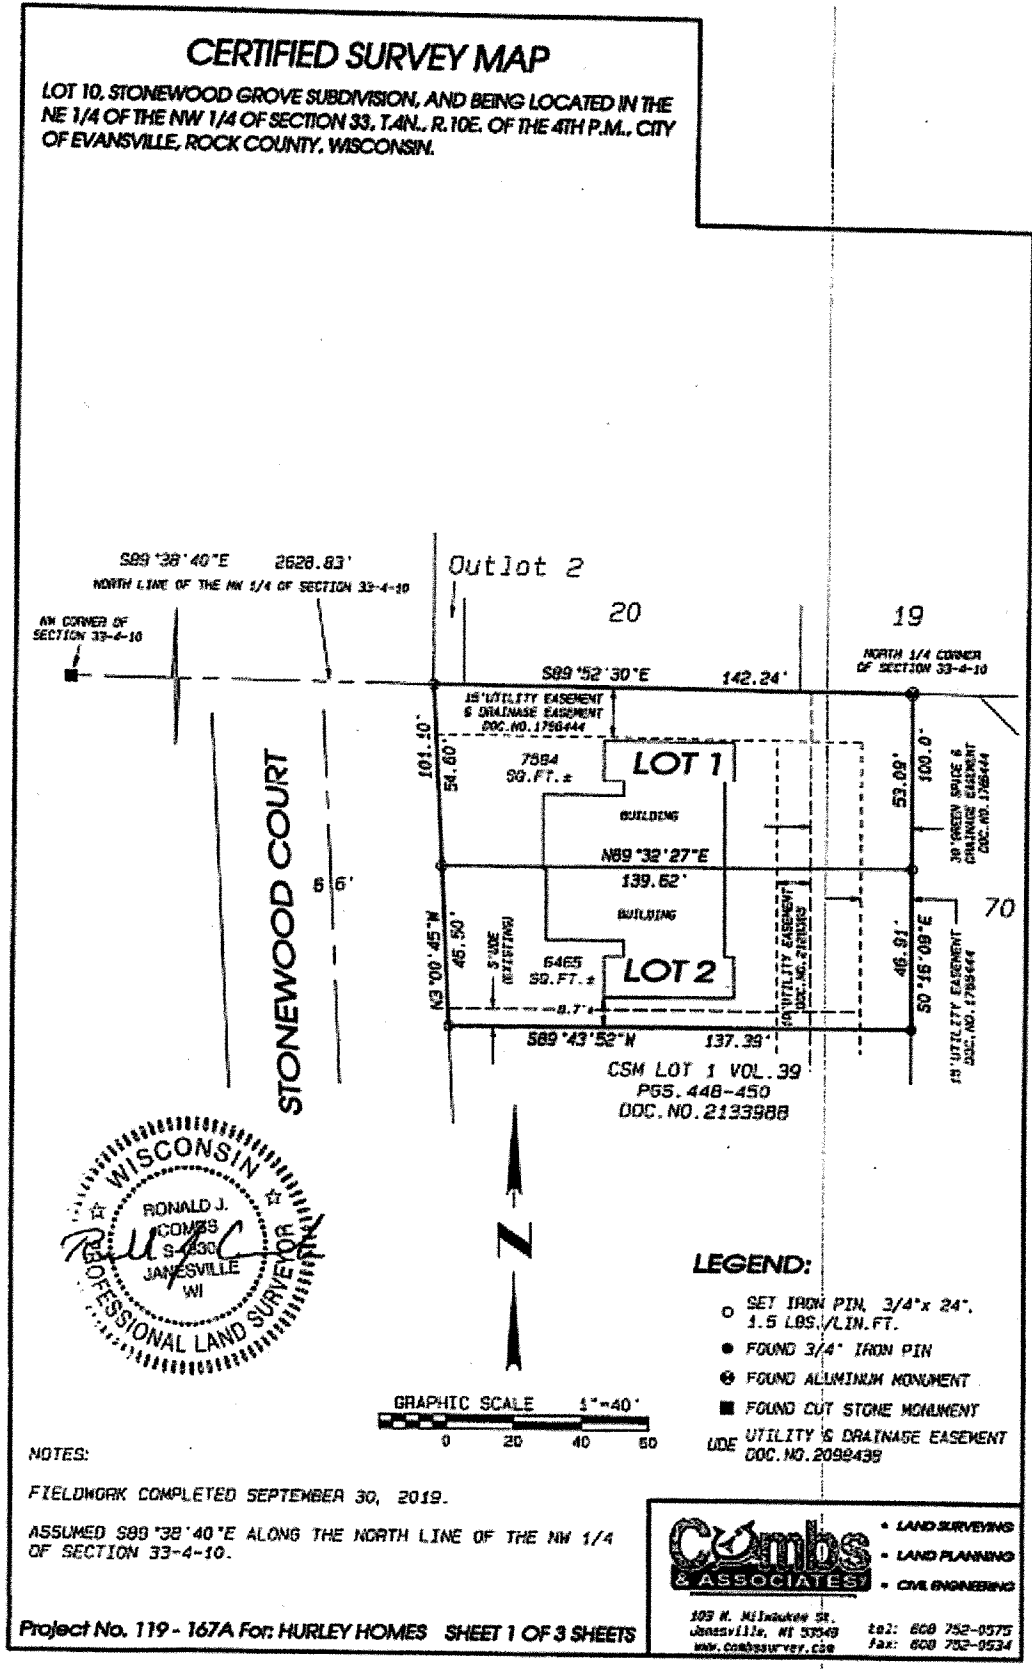 CERTIFIED SURVEY MAP
LOT 10, STONEWOOD GROVE SUBDIVISION, AND BEING LOCATED IN THE
NE 1/4 OF THE NW 1/4 OF SECTION 33, T.4N., R.10E. OF THE 4TH P.M., CITY
OF EVANSVILLE, ROCK COUNTY, WISCONSIN.
S89°38'40"E 2628.83'
NORTH LINE OF THE NW 1/4 OF SECTION 33-4-10
NW CORNER OF
SECTION 33-4-10
Outlot 2
20
19
NORTH 1/4 CORNER
OF SECTION 33-4-10
S89°52'30"E 142.24'
15'UTILITY EASEMENT
& DRAINAGE EASEMENT
101.10'
54.60'
7584
SQ.FT.±
LOT 1
BUILDING
53.09'
100.0'
30'GREEN SPACE &
DRAINAGE EASEMENT
STONEWOOD COURT
66'
N89°32'27"E
139.62'
BUILDING
N3°00'45"W
46.50'
5'UDE
(EXISTING)
6465
SQ.FT.±
LOT 2
8.7'±
10'UTILITY EASEMENT
46.91'
S0°16'09"E
15'UTILITY EASEMENT
70
S89°43'52"W 137.39'
CSM LOT 1 VOL.39
PGS.448-450
DOC.NO.2133988
WISCONSIN
RONALD J.
COMBS
JANESVILLE
WI
PROFESSIONAL LAND SURVEYOR
N
LEGEND:
SET IRON PIN, 3/4"x 24",
1.5 LBS./LIN.FT.
FOUND 3/4" IRON PIN
FOUND ALUMINUM MONUMENT
FOUND CUT STONE MONUMENT
UDE UTILITY & DRAINAGE EASEMENT
DOC.NO.2098439
GRAPHIC SCALE 1"=40'
0 20 40 60
NOTES:
FIELDWORK COMPLETED SEPTEMBER 30, 2019.
ASSUMED S89°38'40"E ALONG THE NORTH LINE OF THE NW 1/4
OF SECTION 33-4-10.
Project No. 119 - 167A For: HURLEY HOMES SHEET 1 OF 3 SHEETS
Combs
& ASSOCIATES
• LAND SURVEYING
• LAND PLANNING
• CIVIL ENGINEERING
109 W. Milwaukee St.
Janesville, WI 53548
www.combssurvey.com
tel: 608 752-0575
fax: 608 752-0534